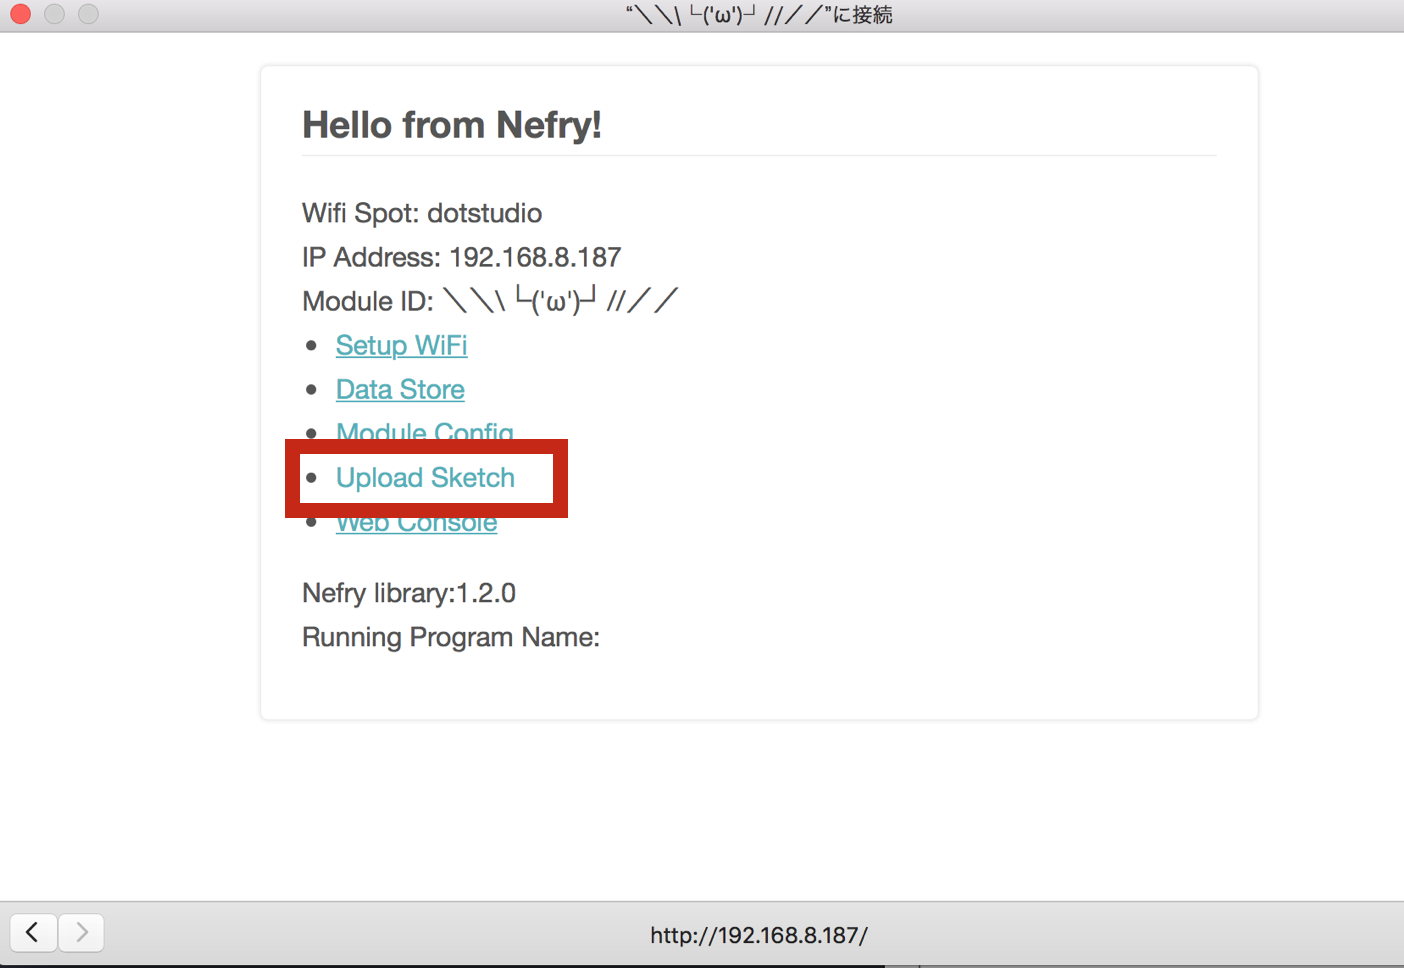 “＼＼\ └('ω')┘ //／／”に接続
Hello from Nefry!
Wifi Spot: dotstudio
IP Address: 192.168.8.187
Module ID: ＼＼\ └('ω')┘ //／／
Setup WiFi
Data Store
Module Config
Upload Sketch
Web Console
Nefry library:1.2.0
Running Program Name:
http://192.168.8.187/